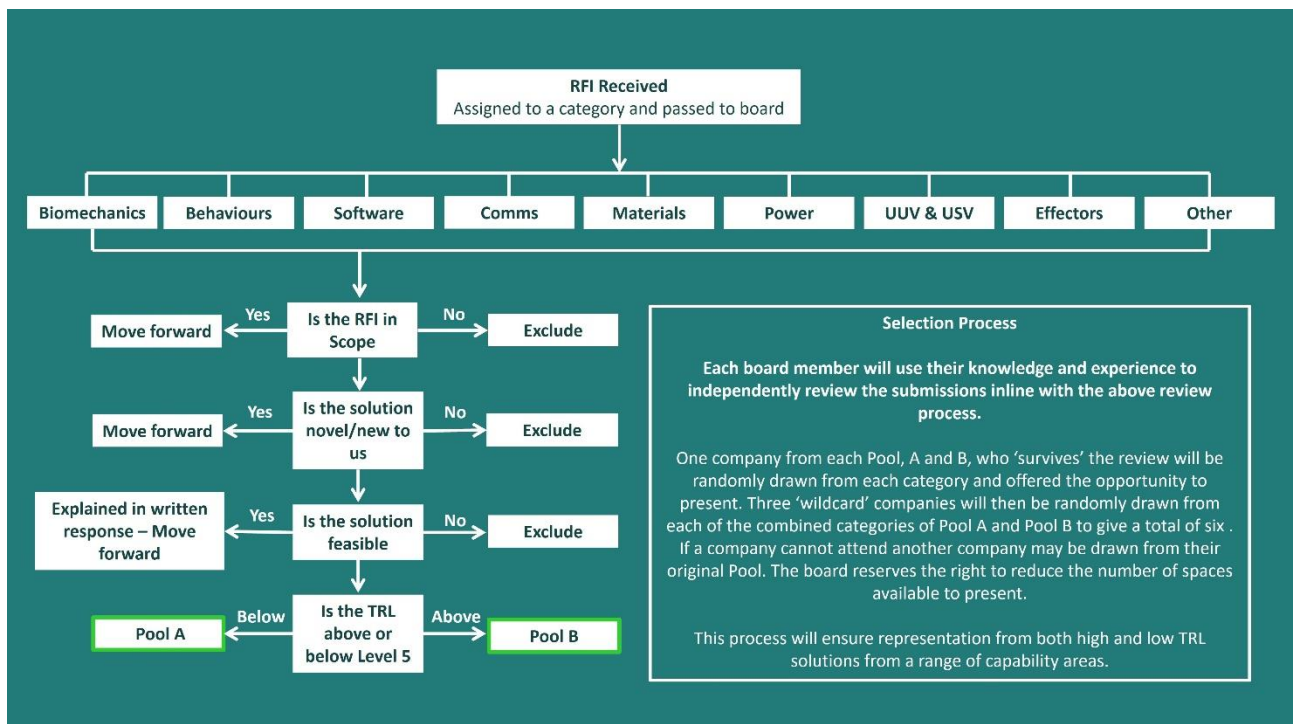 RFI Received
Assigned to a category and passed to board
Biomechanics
Behaviours
Software
Comms
Materials
Power
UUV & USV
Effectors
Other
Move forward
Yes
Is the RFI in
Scope
No
Exclude
Move forward
Yes
Is the solution
novel/new to
us
No
Exclude
Explained in written
response – Move
forward
Yes
Is the solution
feasible
No
Exclude
Pool A
Below
Is the TRL
above or
below Level 5
Above
Pool B
Selection Process
Each board member will use their knowledge and experience to
independently review the submissions inline with the above review
process.
One company from each Pool, A and B, who ‘survives’ the review will be
randomly drawn from each category and offered the opportunity to
present. Three ‘wildcard’ companies will then be randomly drawn from
each of the combined categories of Pool A and Pool B to give a total of six .
If a company cannot attend another company may be drawn from their
original Pool. The board reserves the right to reduce the number of spaces
available to present.
This process will ensure representation from both high and low TRL
solutions from a range of capability areas.